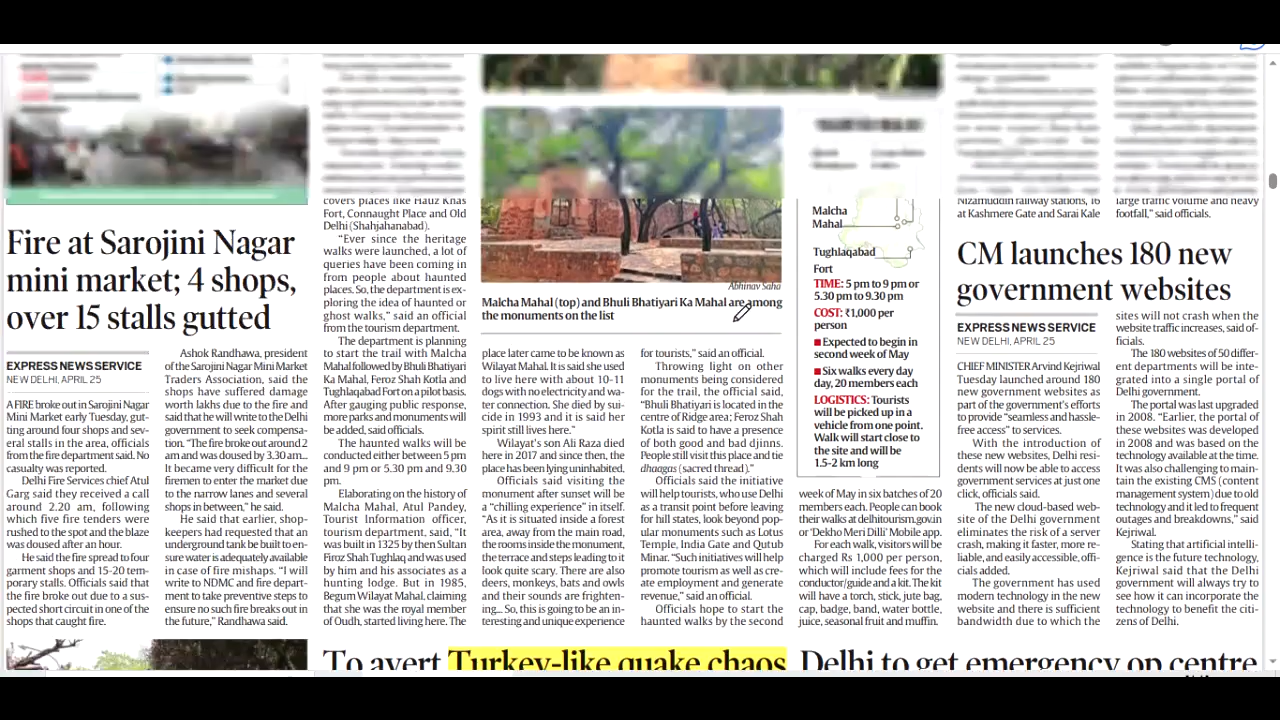 Fire at Sarojini Nagar
mini market; 4 shops,
over 15 stalls gutted
EXPRESS NEWS SERVICE
NEW DELHI, APRIL 25
A FIRE broke out in Sarojini Nagar
Mini Market early Tuesday, gut-
ting around four shops and sev-
eral stalls in the area, officials
from the fire department said. No
casualty was reported.
Delhi Fire Services chief Atul
Garg said they received a call
around 2.20 am, following
which five fire tenders were
rushed to the spot and the blaze
was doused after an hour.
He said the fire spread to four
garment shops and 15-20 tem-
porary stalls. Officials said that
the fire broke out due to a sus-
pected short circuit in one of the
shops that caught fire.
Ashok Randhawa, president
of the Sarojini Nagar Mini Market
Traders Association, said the
shops have suffered damage
worth lakhs due to the fire and
said that he will write to the Delhi
government to seek compensa-
tion. “The fire broke out around 2
am and was doused by 3.30 am...
It became very difficult for the
firemen to enter the market due
to the narrow lanes and several
shops in between,” he said.
He said that earlier, shop-
keepers had requested that an
underground tank be built to en-
sure water is adequately available
in case of fire mishaps. “I will
write to NDMC and fire depart-
ment to take preventive steps to
ensure no such fire breaks out in
the future,” Randhawa said.
covers places like Hauz Khas
Fort, Connaught Place and Old
Delhi (Shahjahanabad).
“Ever since the heritage
walks were launched, a lot of
queries have been coming in
from people about haunted
places. So, the department is ex-
ploring the idea of haunted or
ghost walks,” said an official
from the tourism department.
The department is planning
to start the trail with Malcha
Mahal followed by Bhuli Bhatiyari
Ka Mahal, Feroz Shah Kotla and
Tughlaqabad Fort on a pilot basis.
After gauging public response,
more parks and monuments will
be added, said officials.
The haunted walks will be
conducted either between 5 pm
and 9 pm or 5.30 pm and 9.30
pm.
Elaborating on the history of
Malcha Mahal, Atul Pandey,
Tourist Information officer,
tourism department, said, “It
was built in 1325 by then Sultan
Firoz Shah Tughlaq and was used
by him and his associates as a
hunting lodge. But in 1985,
Begum Wilayat Mahal, claiming
that she was the royal member
of Oudh, started living here. The
Abhinav Saha
Malcha Mahal (top) and Bhuli Bhatiyari Ka Mahal are among
the monuments on the list
place later came to be known as
Wilayat Mahal. It is said she used
to live here with about 10-11
dogs with no electricity and wa-
ter connection. She died by sui-
cide in 1993 and it is said her
spirit still lives here.”
Wilayat's son Ali Raza died
here in 2017 and since then, the
place has been lying uninhabited,
Officials said visiting the
monument after sunset will be
a “chilling experience” in itself.
“As it is situated inside a forest
area, away from the main road,
the rooms inside the monument,
the terrace and steps leading to it
look quite scary. There are also
deers, monkeys, bats and owls
and their sounds are frighten-
ing... So, this is going to be an in-
teresting and unique experience
for tourists,” said an official.
Throwing light on other
monuments being considered
for the trail, the official said,
“Bhuli Bhatiyari is located in the
centre of Ridge area; Feroz Shah
Kotla is said to have a presence
of both good and bad djinns.
People still visit this place and tie
dhaagas (sacred thread).”
Officials said the initiative
will help tourists, who use Delhi
as a transit point before leaving
for hill states, look beyond pop-
ular monuments such as Lotus
Temple, India Gate and Qutub
Minar. “Such initiatives will help
promote tourism as well as cre-
ate employment and generate
revenue,” said an official.
Officials hope to start the
haunted walks by the second
Malcha
Mahal
Tughlaqabad
Fort
TIME: 5 pm to 9 pm or
5.30 pm to 9.30 pm
COST: ₹1,000 per
person
■ Expected to begin in
second week of May
■ Six walks every day
day, 20 members each
LOGISTICS: Tourists
will be picked up in a
vehicle from one point.
Walk will start close to
the site and will be
1.5-2 km long
week of May in six batches of 20
members each. People can book
their walks at delhitourism.gov.in
or ‘Dekho Meri Dilli’ Mobile app.
For each walk, visitors will be
charged Rs 1,000 per person,
which will include fees for the
conductor/guide and a kit. The kit
will have a torch, stick, jute bag,
cap, badge, band, water bottle,
juice, seasonal fruit and muffin.
Nizamuddin railway stations, 16
at Kashmere Gate and Sarai Kale
large traffic volume and heavy
footfall,” said officials.
CM launches 180 new
government websites
EXPRESS NEWS SERVICE
NEW DELHI, APRIL 25
CHIEF MINISTER Arvind Kejriwal
Tuesday launched around 180
new government websites as
part of the government's efforts
to provide “seamless and hassle-
free access” to services.
With the introduction of
these new websites, Delhi resi-
dents will now be able to access
government services at just one
click, officials said.
The new cloud-based web-
site of the Delhi government
eliminates the risk of a server
crash, making it faster, more re-
liable, and easily accessible, offi-
cials added.
The government has used
modern technology in the new
website and there is sufficient
bandwidth due to which the
sites will not crash when the
website traffic increases, said of-
ficials.
The 180 websites of 50 differ-
ent departments will be inte-
grated into a single portal of
Delhi government.
The portal was last upgraded
in 2008. “Earlier, the portal of
these websites was developed
in 2008 and was based on the
technology available at the time.
It was also challenging to main-
tain the existing CMS (content
management system) due to old
technology and it led to frequent
outages and breakdowns,” said
Kejriwal.
Stating that artificial intelli-
gence is the future technology,
Kejriwal said that the Delhi
government will always try to
see how it can incorporate the
technology to benefit the citi-
zens of Delhi.
To avert Turkey-like quake chaos, Delhi to get emergency op centre